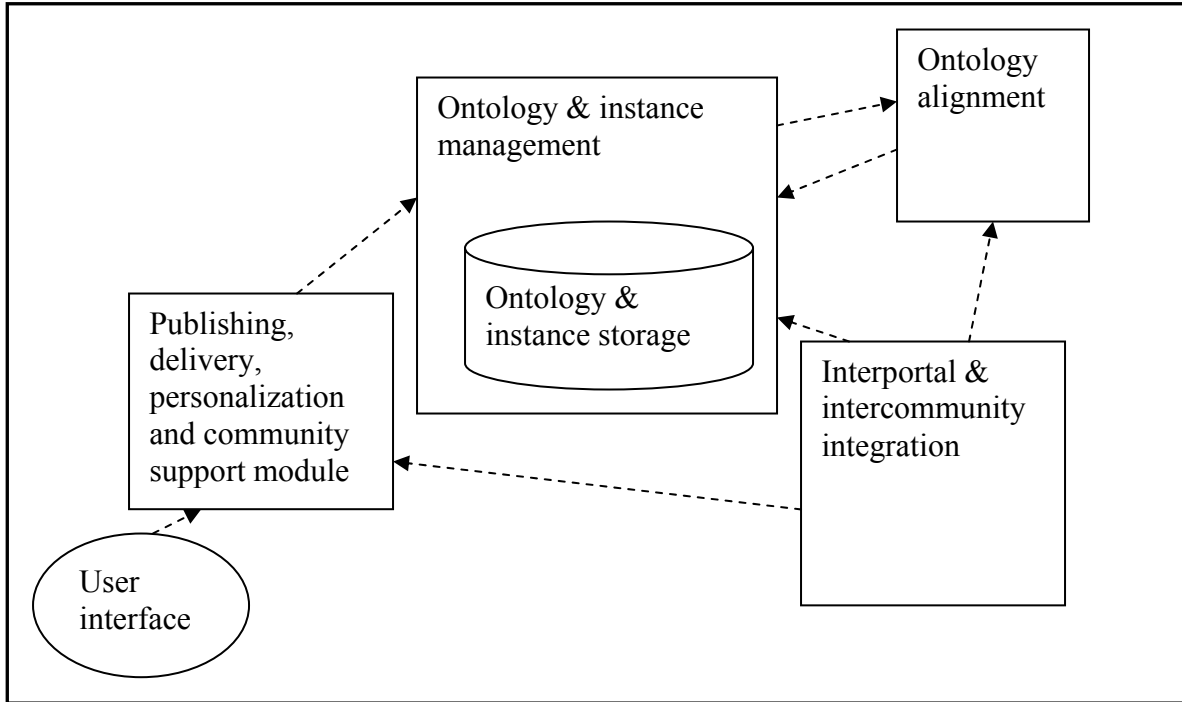 Ontology
alignment
Ontology & instance
management
Ontology &
instance storage
Publishing,
delivery,
personalization
and community
support module
Interportal &
intercommunity
integration
User
interface